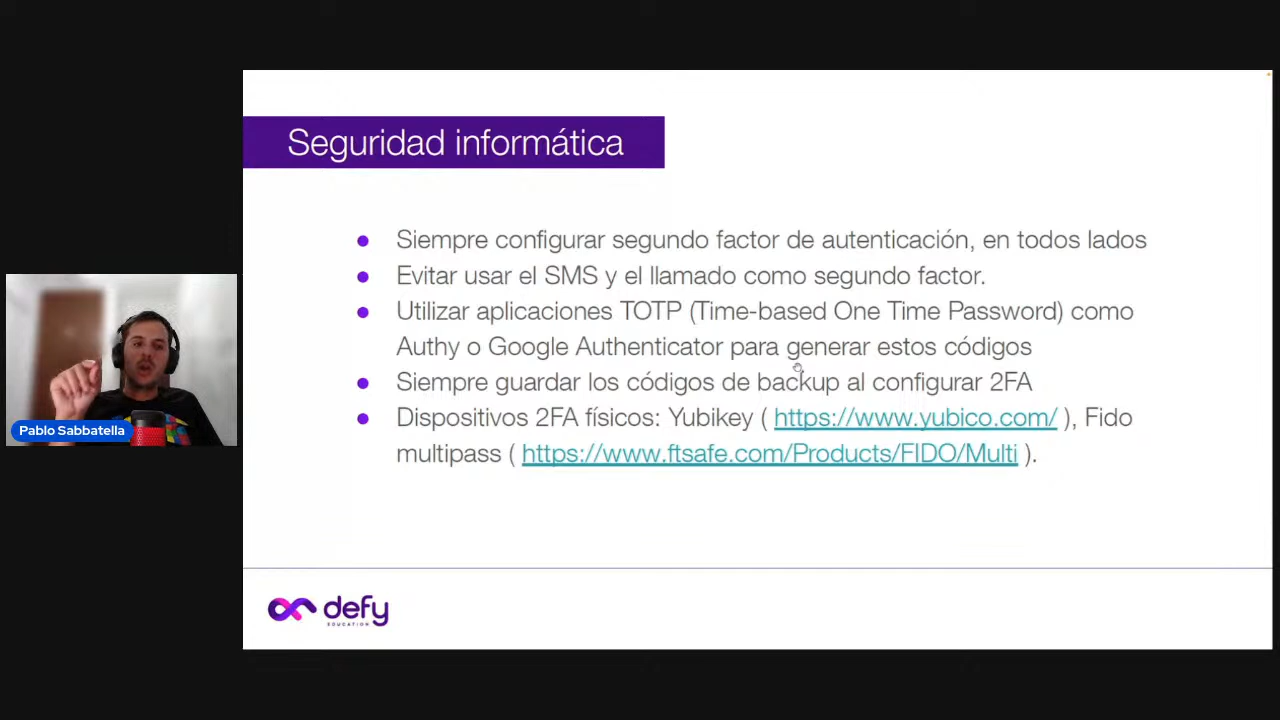 Seguridad informática
Siempre configurar segundo factor de autenticación, en todos lados
Evitar usar el SMS y el llamado como segundo factor.
Utilizar aplicaciones TOTP (Time-based One Time Password) como
Authy o Google Authenticator para generar estos códigos
Siempre guardar los códigos de backup al configurar 2FA
Dispositivos 2FA físicos: Yubikey ( https://www.yubico.com/ ), Fido
multipass ( https://www.ftsafe.com/Products/FIDO/Multi ).
Pablo Sabbatella
defy
EDUCATION